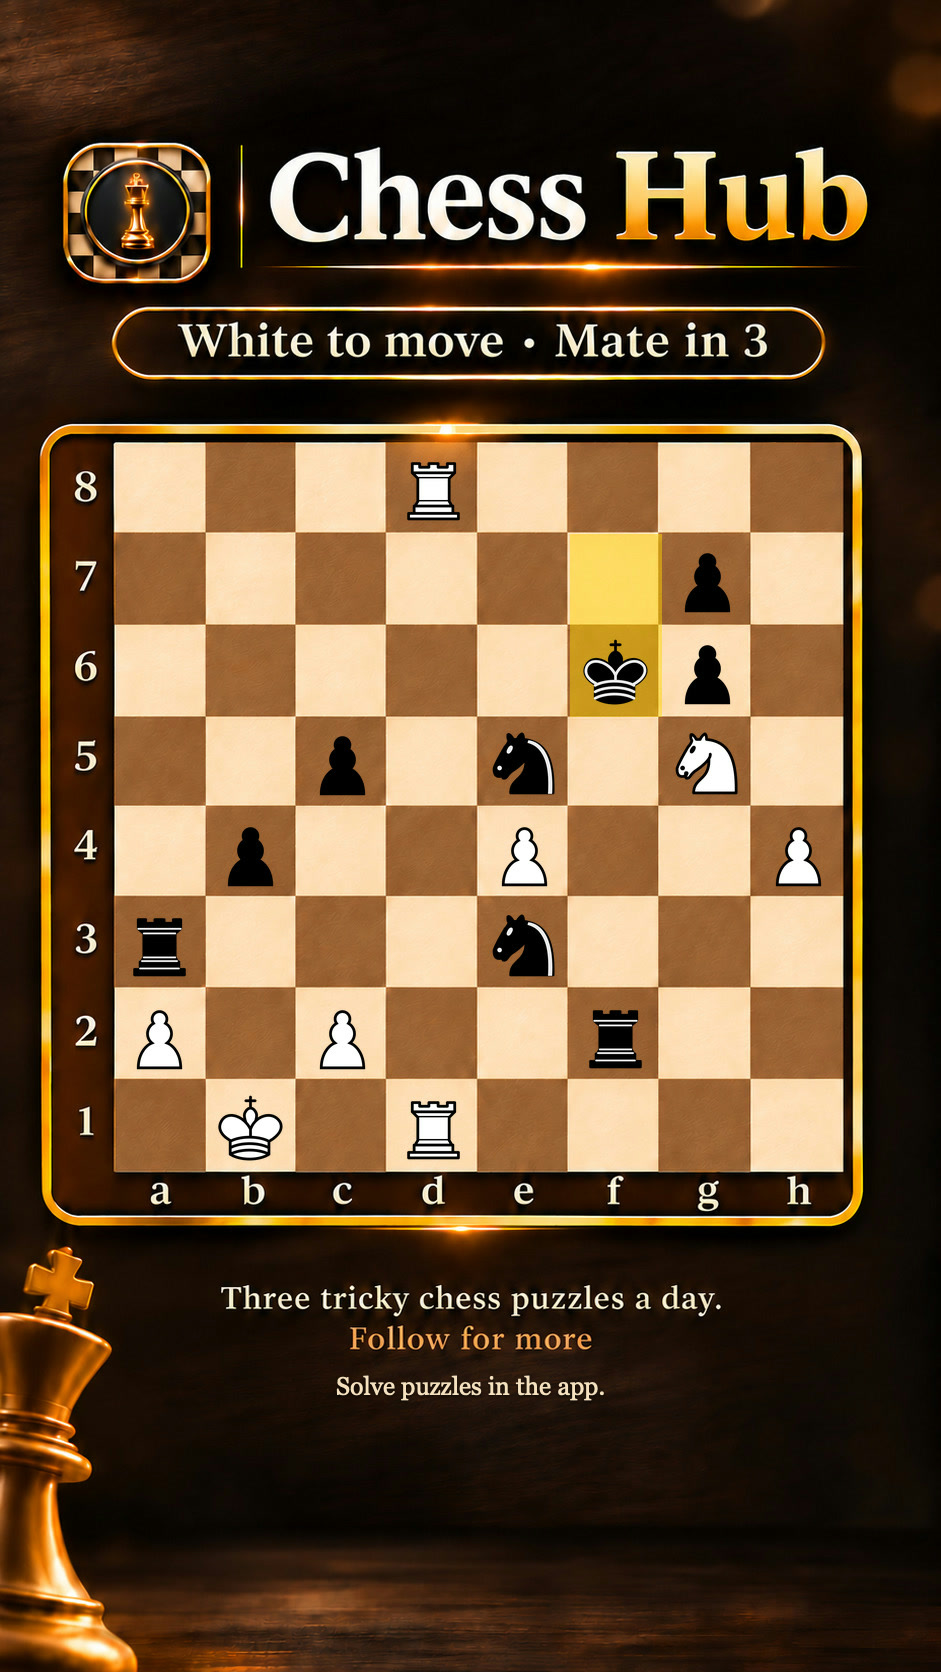 Chess Hub
White to move • Mate in 3
8
7
6
5
4
3
2
1
a b c d e f g h
Three tricky chess puzzles a day.
Follow for more
Solve puzzles in the app.